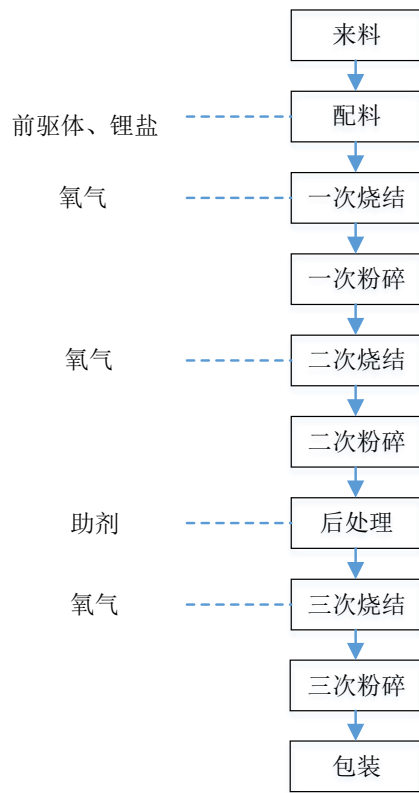 来料
前驱体、锂盐
配料
氧气
一次烧结
一次粉碎
氧气
二次烧结
二次粉碎
助剂
后处理
氧气
三次烧结
三次粉碎
包装